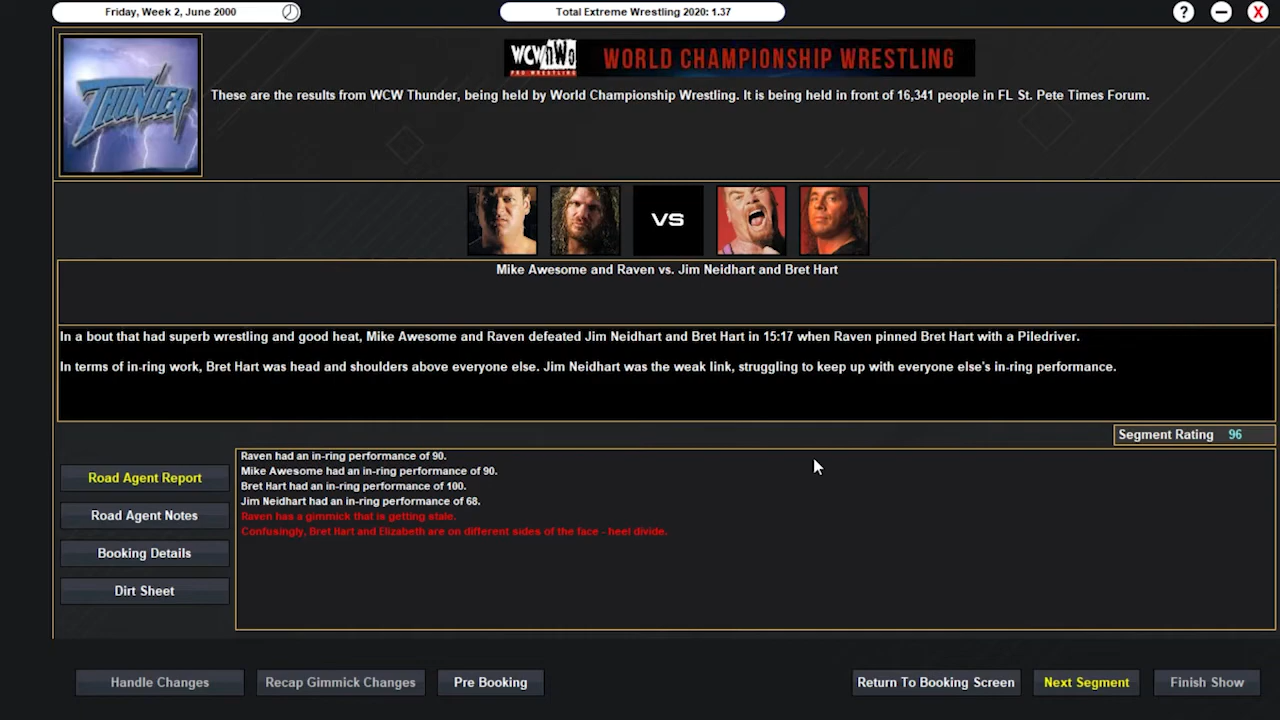 Friday, Week 2, June 2000
Total Extreme Wrestling 2020: 1.37
?
X
THUNDER
WCW nWo
PRO WRESTLING
WORLD CHAMPIONSHIP WRESTLING
These are the results from WCW Thunder, being held by World Championship Wrestling. It is being held in front of 16,341 people in FL St. Pete Times Forum.
VS
Mike Awesome and Raven vs. Jim Neidhart and Bret Hart
In a bout that had superb wrestling and good heat, Mike Awesome and Raven defeated Jim Neidhart and Bret Hart in 15:17 when Raven pinned Bret Hart with a Piledriver.
In terms of in-ring work, Bret Hart was head and shoulders above everyone else. Jim Neidhart was the weak link, struggling to keep up with everyone else's in-ring performance.
Segment Rating 96
Road Agent Report
Road Agent Notes
Booking Details
Dirt Sheet
Raven had an in-ring performance of 90.
Mike Awesome had an in-ring performance of 90.
Bret Hart had an in-ring performance of 100.
Jim Neidhart had an in-ring performance of 68.
Raven has a gimmick that is getting stale.
Confusingly, Bret Hart and Elizabeth are on different sides of the face - heel divide.
Handle Changes
Recap Gimmick Changes
Pre Booking
Return To Booking Screen
Next Segment
Finish Show